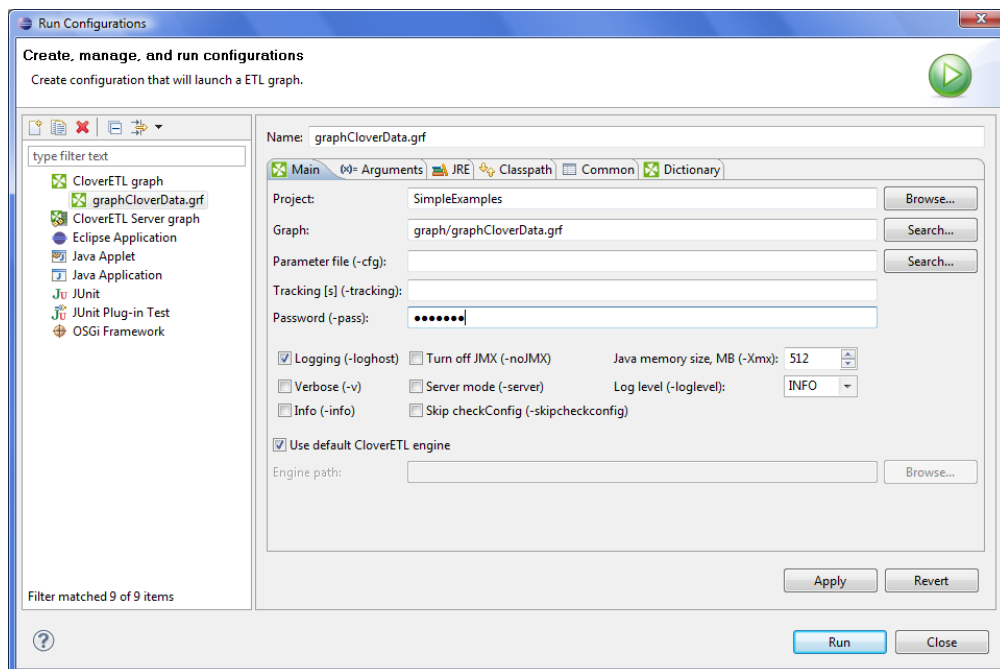 Run Configurations
Create, manage, and run configurations
Create configuration that will launch a ETL graph.
type filter text
CloverETL graph
graphCloverData.grf
CloverETL Server graph
Eclipse Application
Java Applet
Java Application
JUnit
JUnit Plug-in Test
OSGi Framework
Filter matched 9 of 9 items
Name: graphCloverData.grf
Main (x)= Arguments JRE Classpath Common Dictionary
Project: SimpleExamples Browse...
Graph: graph/graphCloverData.grf Search...
Parameter file (-cfg): Search...
Tracking [s] (-tracking):
Password (-pass): •••••••
Logging (-loghost) Turn off JMX (-noJMX) Java memory size, MB (-Xmx): 512
Verbose (-v) Server mode (-server) Log level (-loglevel): INFO
Info (-info) Skip checkConfig (-skipcheckconfig)
Use default CloverETL engine
Engine path: Browse...
Apply Revert
Run Close